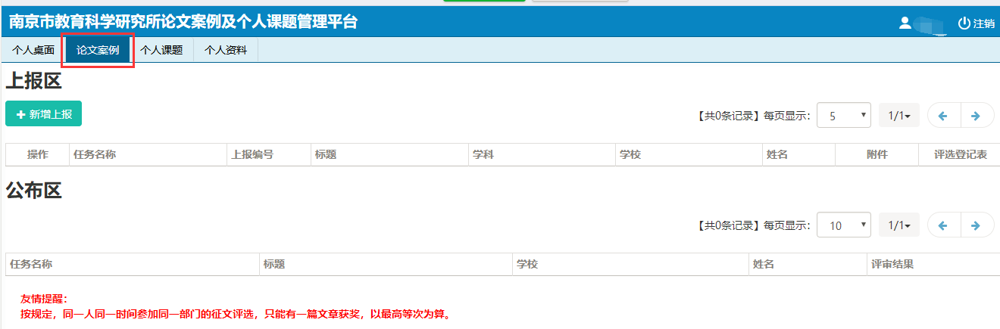 南京市教育科学研究所论文案例及个人课题管理平台 注销
个人桌面 论文案例 个人课题 个人资料
上报区
+ 新增上报 【共0条记录】每页显示： 5 1/1
操作 任务名称 上报编号 标题 学科 学校 姓名 附件 评选登记表
公布区
【共0条记录】每页显示： 10 1/1
任务名称 标题 学校 姓名 评审结果
友情提醒：
按规定，同一人同一时间参加同一部门的征文评选，只能有一篇文章获奖，以最高等次为算。